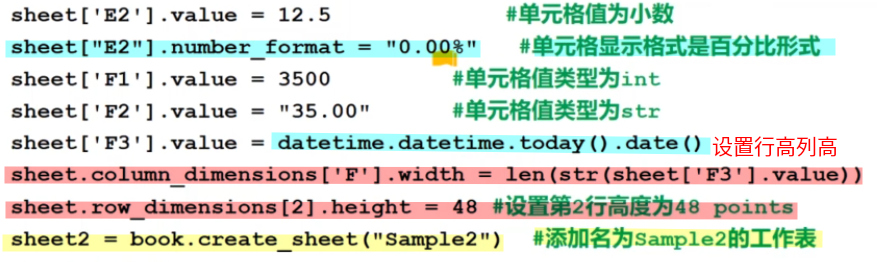 sheet['E2'].value = 12.5 #单元格值为小数
sheet["E2"].number_format = "0.00%" #单元格显示格式是百分比形式
sheet['F1'].value = 3500 #单元格值类型为int
sheet['F2'].value = "35.00" #单元格值类型为str
sheet['F3'].value = datetime.datetime.today().date() 设置行高列高
sheet.column_dimensions['F'].width = len(str(sheet['F3'].value))
sheet.row_dimensions[2].height = 48 #设置第2行高度为48 points
sheet2 = book.create_sheet("Sample2") #添加名为Sample2的工作表